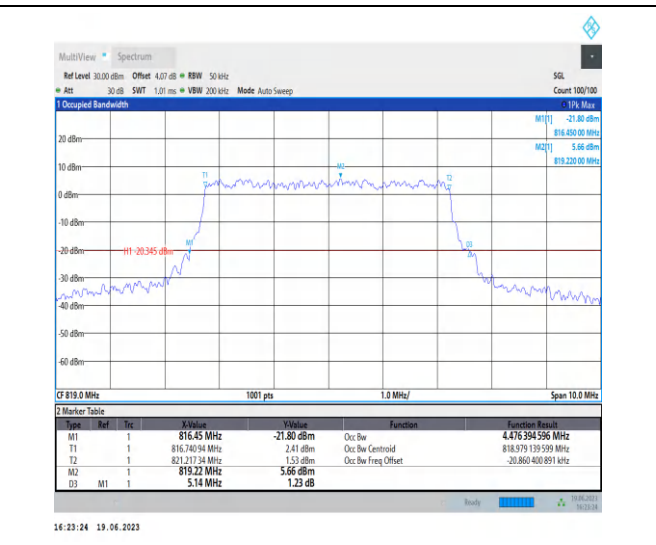 MultiView Spectrum
Ref Level 30.00 dBm Offset 4.07 dB RBW 50 kHz SGL
Att 30 dB SWT 1.01 ms VBW 200 kHz Mode Auto Sweep Count 100/100
1 Occupied Bandwidth 1Pk Max
M1[1] -21.80 dBm
816.450 00 MHz
M2[1] 5.66 dBm
819.220 00 MHz
20 dBm
10 dBm
M2
T1 T2
0 dBm
-10 dBm
M1 D3
-20 dBm H1 -20.345 dBm
-30 dBm
-40 dBm
-50 dBm
-60 dBm
CF 819.0 MHz 1001 pts 1.0 MHz/ Span 10.0 MHz
2 Marker Table
Type Ref Trc X-Value Y-Value Function Function Result
M1 1 816.45 MHz -21.80 dBm Occ Bw 4.476 394 596 MHz
T1 1 816.740 94 MHz 2.41 dBm Occ Bw Centroid 818.979 139 599 MHz
T2 1 821.217 34 MHz 1.53 dBm Occ Bw Freq Offset -20.860 400 891 kHz
M2 1 819.22 MHz 5.66 dBm
D3 M1 1 5.14 MHz 1.23 dB
Ready 19.06.2023
16:23:24
16:23:24 19.06.2023